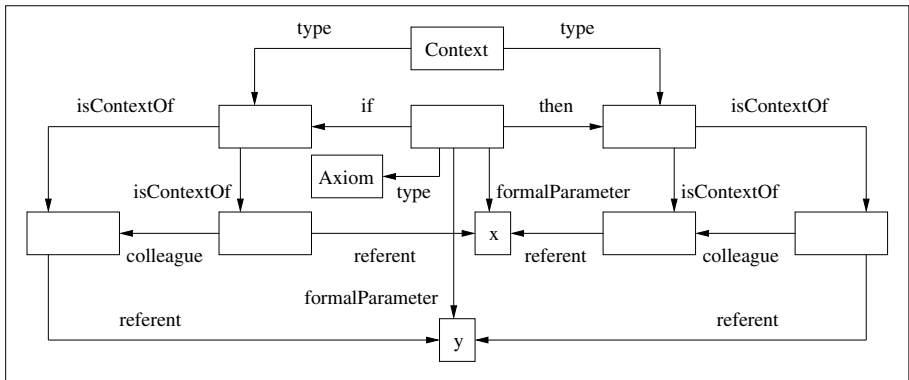 type
type
Context
isContextOf
if
then
isContextOf
Axiom
isContextOf
type
formalParameter
isContextOf
x
colleague
referent
referent
colleague
formalParameter
referent
referent
y